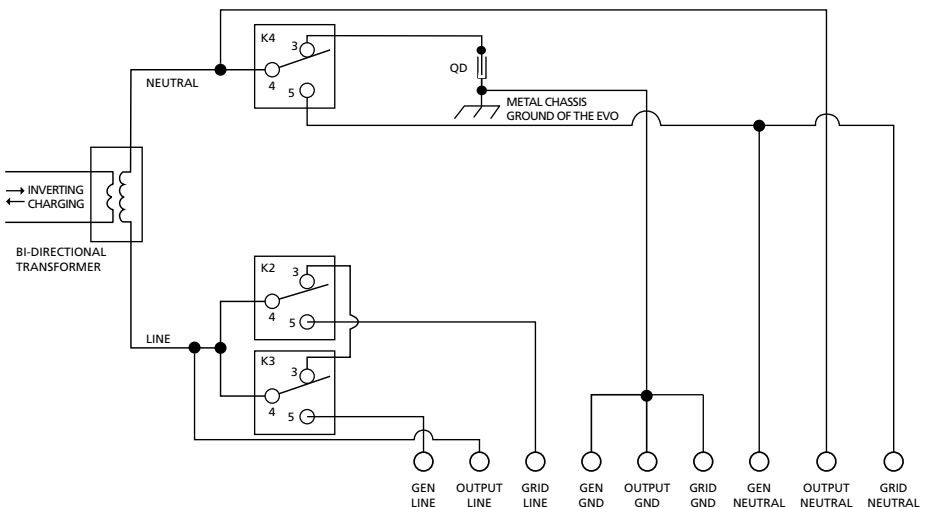 K4
3
4
5
NEUTRAL
QD
METAL CHASSIS
GROUND OF THE EVO
INVERTING
CHARGING
BI-DIRECTIONAL
TRANSFORMER
K2
3
4
5
LINE
K3
3
4
5
GEN
LINE
OUTPUT
LINE
GRID
LINE
GEN
GND
OUTPUT
GND
GRID
GND
GEN
NEUTRAL
OUTPUT
NEUTRAL
GRID
NEUTRAL